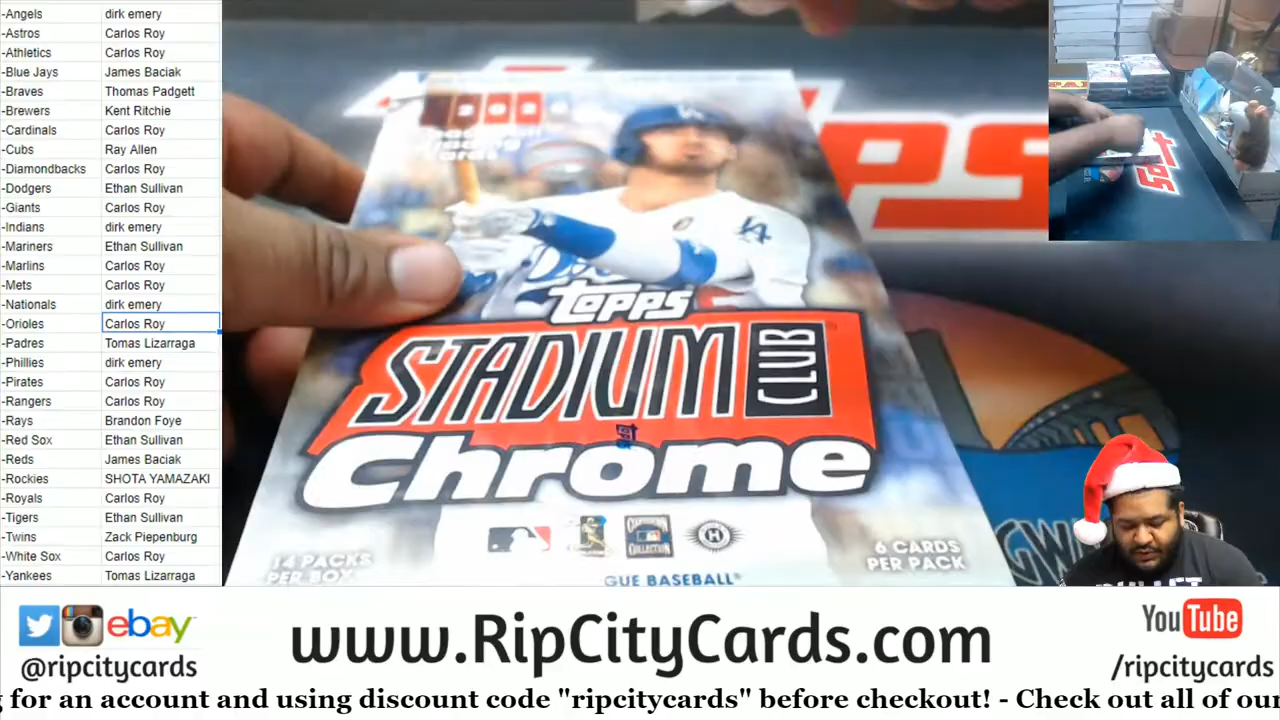 -Angels dirk emery
-Astros Carlos Roy
-Athletics Carlos Roy
-Blue Jays James Baciak
-Braves Thomas Padgett
-Brewers Kent Ritchie
-Cardinals Carlos Roy
-Cubs Ray Allen
-Diamondbacks Carlos Roy
-Dodgers Ethan Sullivan
-Giants Carlos Roy
-Indians dirk emery
-Mariners Ethan Sullivan
-Marlins Carlos Roy
-Mets Carlos Roy
-Nationals dirk emery
-Orioles Carlos Roy
-Padres Tomas Lizarraga
-Phillies dirk emery
-Pirates Carlos Roy
-Rangers Carlos Roy
-Rays Brandon Foye
-Red Sox Ethan Sullivan
-Reds James Baciak
-Rockies SHOTA YAMAZAKI
-Royals Carlos Roy
-Tigers Ethan Sullivan
-Twins Zack Piepenburg
-White Sox Carlos Roy
-Yankees Tomas Lizarraga
LA
TOPPS
STADIUM CLUB
Chrome
14 PACKS
PER BOX
6 CARDS
PER PACK
GUE BASEBALL®
ebay
@ripcitycards
www.RipCityCards.com
YouTube
/ripcitycards
g for an account and using discount code "ripcitycards" before checkout! - Check out all of our